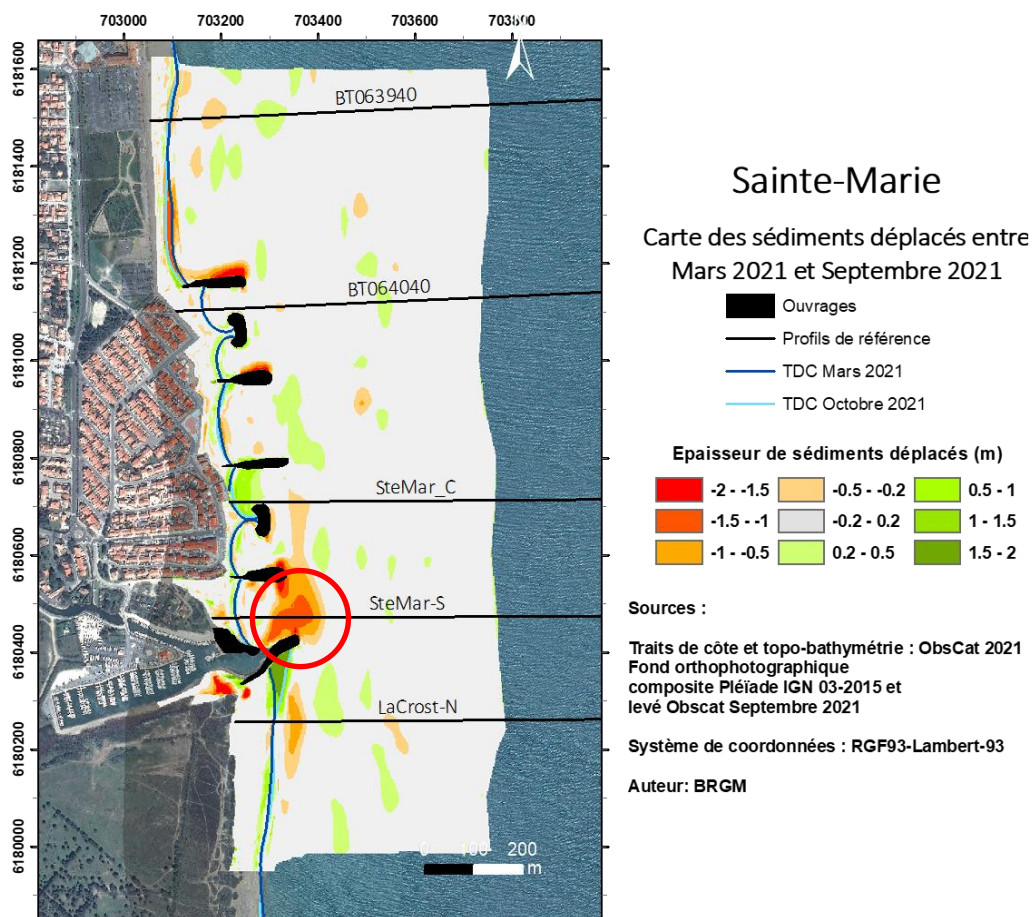 703000 703200 703400 703600 703800
6181600
6181400
6181200
6181000
6180800
6180600
6180400
6180200
6180000
BT063940
BT064040
SteMar_C
SteMar-S
LaCrost-N
0 100 200
m
Sainte-Marie
Carte des sédiments déplacés entre
Mars 2021 et Septembre 2021
Ouvrages
Profils de référence
TDC Mars 2021
TDC Octobre 2021
Epaisseur de sédiments déplacés (m)
-2 - -1.5 -0.5 - -0.2 0.5 - 1
-1.5 - -1 -0.2 - 0.2 1 - 1.5
-1 - -0.5 0.2 - 0.5 1.5 - 2
Sources :
Traits de côte et topo-bathymétrie : ObsCat 2021
Fond orthophotographique
composite Pléïade IGN 03-2015 et
levé Obscat Septembre 2021
Système de coordonnées : RGF93-Lambert-93
Auteur: BRGM